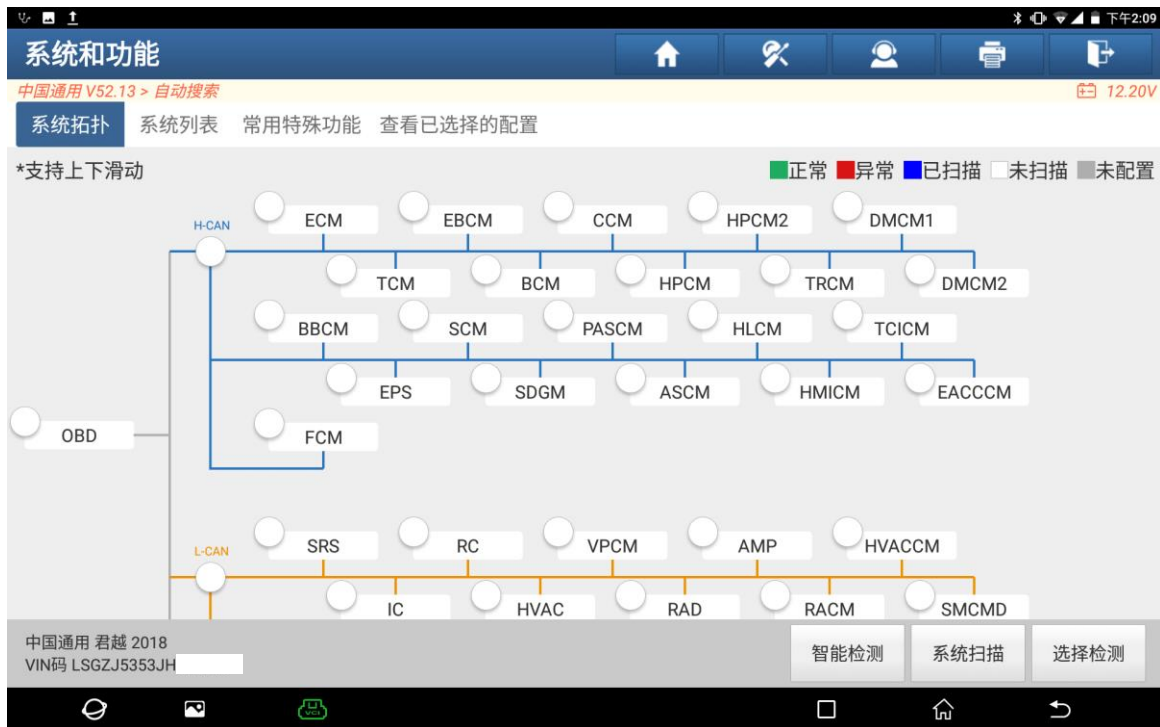 下午2:09
系统和功能
中国通用 V52.13 > 自动搜索
12.20V
系统拓扑 系统列表 常用特殊功能 查看已选择的配置
*支持上下滑动
正常 异常 已扫描 未扫描 未配置
H-CAN
ECM EBCM CCM HPCM2 DMCM1
TCM BCM HPCM TRCM DMCM2
BBCM SCM PASCM HLCM TCICM
EPS SDGM ASCM HMICM EACCCM
OBD
FCM
L-CAN
SRS RC VPCM AMP HVACCM
IC HVAC RAD RACM SMCMD
中国通用 君越 2018
VIN码 LSGZJ5353JH
智能检测 系统扫描 选择检测
VCI